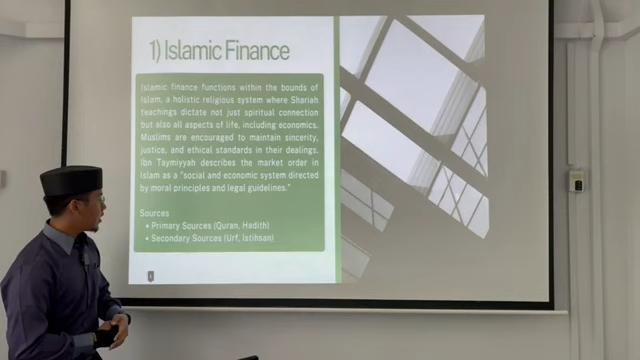 1) Islamic Finance
Islamic finance functions within the bounds of
Islam, a holistic religious system where Shariah
teachings dictate not just spiritual connection
but also all aspects of life, including economics.
Muslims are encouraged to maintain sincerity,
justice, and ethical standards in their dealings.
Ibn Taymiyyah describes the market order in
Islam as a "social and economic system directed
by moral principles and legal guidelines."
Sources
• Primary Sources (Quran, Hadith)
• Secondary Sources (Urf, Istihsan)